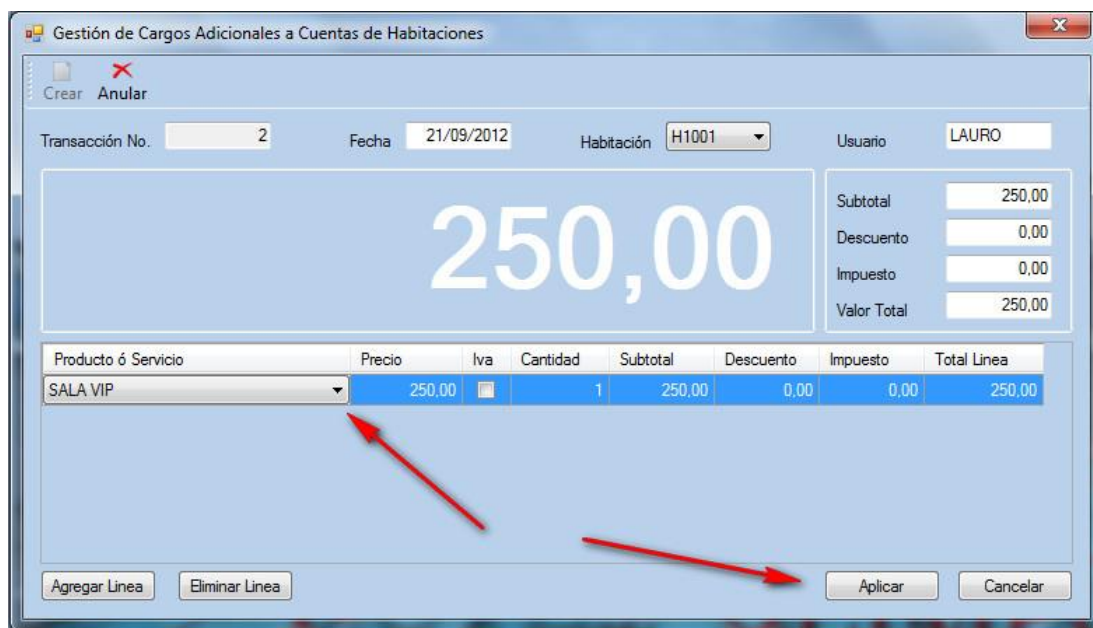 Gestión de Cargos Adicionales a Cuentas de Habitaciones
Crear Anular
Transacción No. 2 Fecha 21/09/2012 Habitación H1001 Usuario LAURO
250,00
Subtotal 250,00
Descuento 0,00
Impuesto 0,00
Valor Total 250,00
Producto ó Servicio Precio Iva Cantidad Subtotal Descuento Impuesto Total Linea
SALA VIP 250,00 1 250,00 0,00 0,00 250,00
Agregar Linea Eliminar Linea Aplicar Cancelar